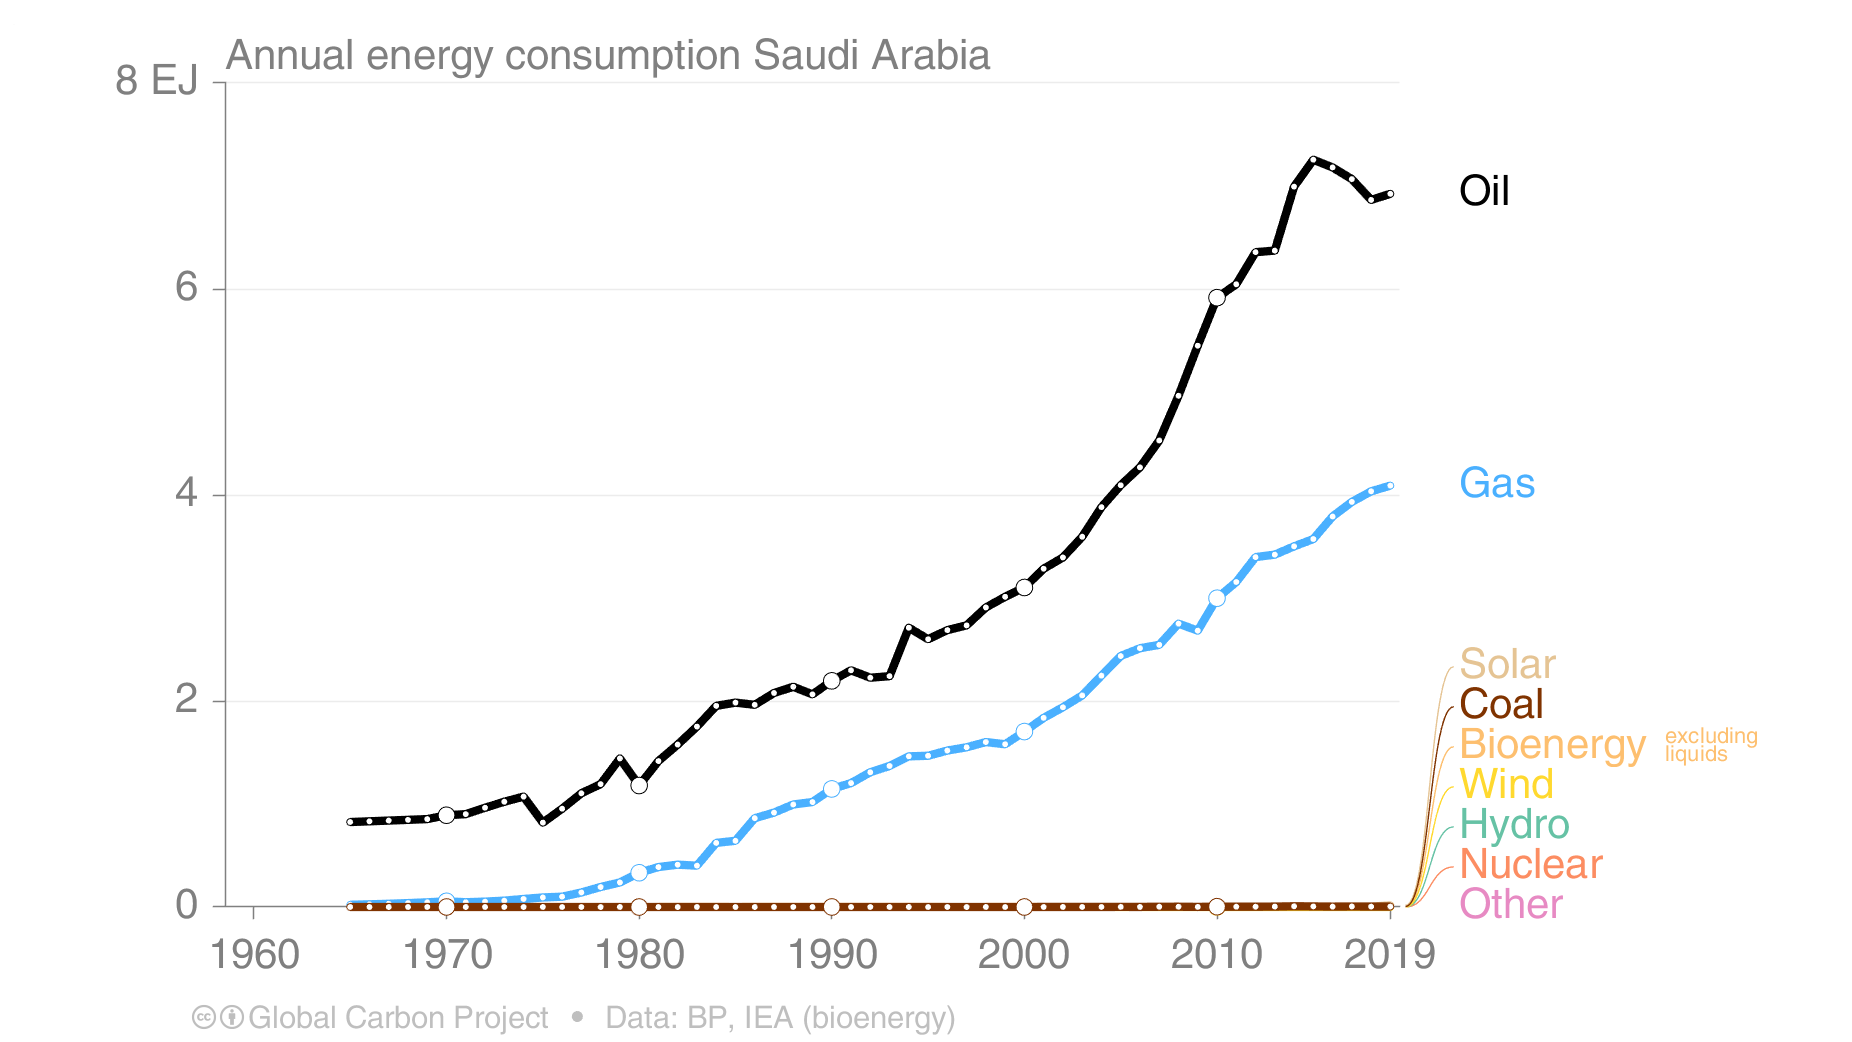 Annual energy consumption Saudi Arabia
8 EJ
6
4
2
0
1960 1970 1980 1990 2000 2010 2019
Oil
Gas
Solar
Coal
Bioenergy excluding liquids
Wind
Hydro
Nuclear
Other
cc Global Carbon Project • Data: BP, IEA (bioenergy)